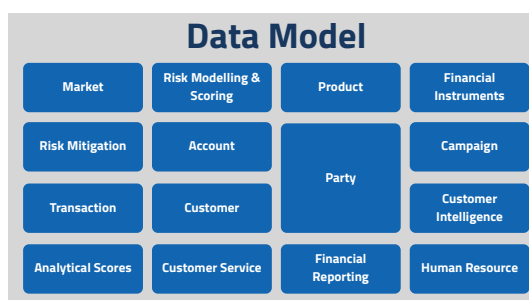 Data Model
Market
Risk Modelling &
Scoring
Product
Financial
Instruments
Risk Mitigation
Account
Party
Campaign
Transaction
Customer
Customer
Intelligence
Analytical Scores
Customer Service
Financial
Reporting
Human Resource